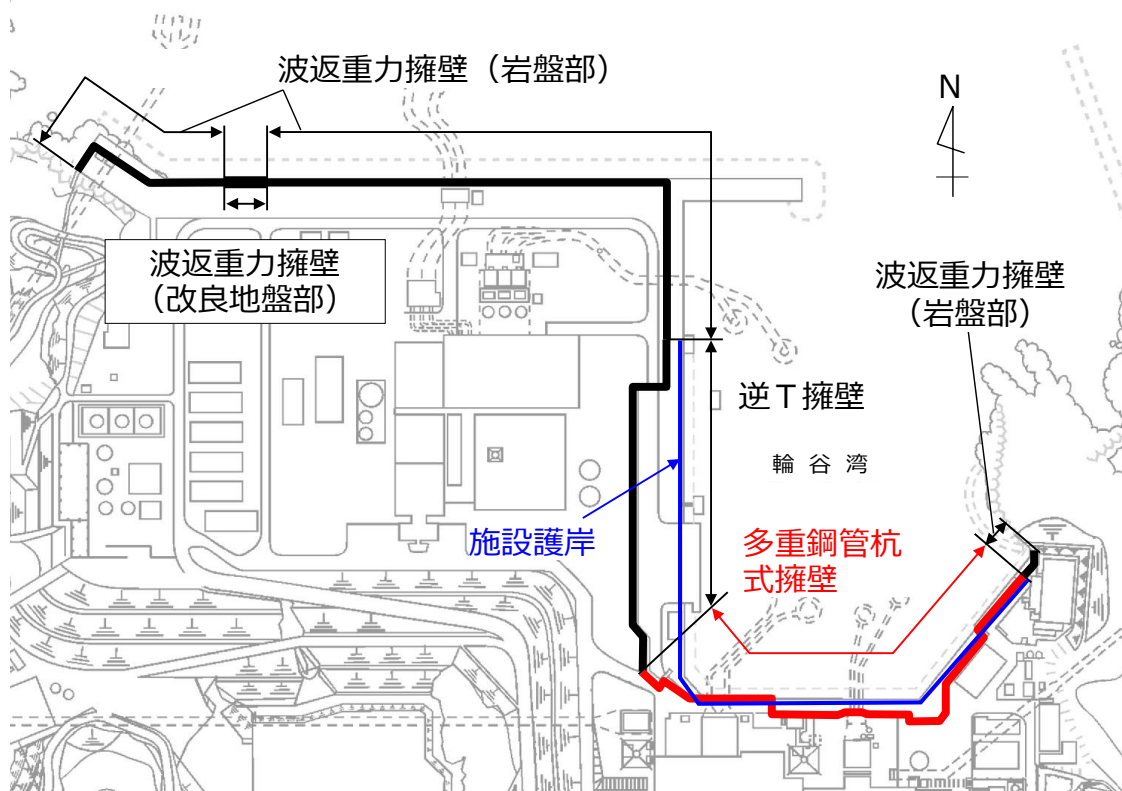 波返重力擁壁（岩盤部）
N
波返重力擁壁
（改良地盤部）
波返重力擁壁
（岩盤部）
逆Ｔ擁壁
輪谷湾
施設護岸
多重鋼管杭
式擁壁